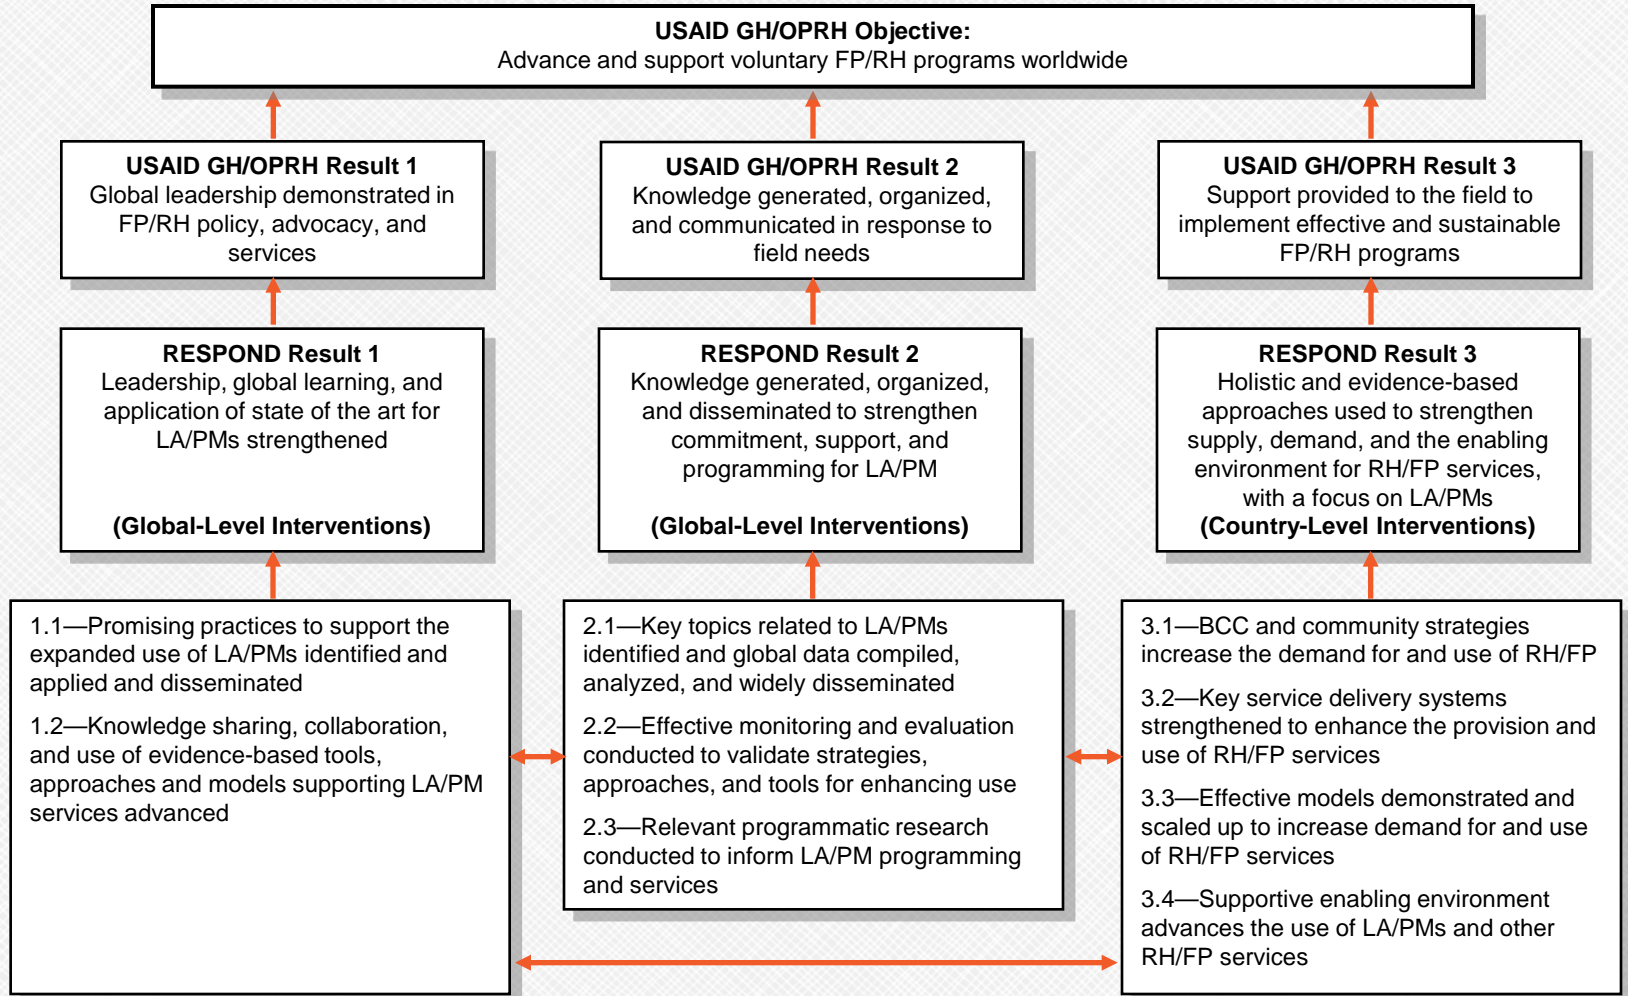 USAID GH/OPRH Objective:
Advance and support voluntary FP/RH programs worldwide
USAID GH/OPRH Result 1
Global leadership demonstrated in
FP/RH policy, advocacy, and
services
USAID GH/OPRH Result 2
Knowledge generated, organized,
and communicated in response to
field needs
USAID GH/OPRH Result 3
Support provided to the field to
implement effective and sustainable
FP/RH programs
RESPOND Result 1
Leadership, global learning, and
application of state of the art for
LA/PMs strengthened
(Global-Level Interventions)
RESPOND Result 2
Knowledge generated, organized,
and disseminated to strengthen
commitment, support, and
programming for LA/PM
(Global-Level Interventions)
RESPOND Result 3
Holistic and evidence-based
approaches used to strengthen
supply, demand, and the enabling
environment for RH/FP services,
with a focus on LA/PMs
(Country-Level Interventions)
1.1—Promising practices to support the
expanded use of LA/PMs identified and
applied and disseminated
1.2—Knowledge sharing, collaboration,
and use of evidence-based tools,
approaches and models supporting LA/PM
services advanced
2.1—Key topics related to LA/PMs
identified and global data compiled,
analyzed, and widely disseminated
2.2—Effective monitoring and evaluation
conducted to validate strategies,
approaches, and tools for enhancing use
2.3—Relevant programmatic research
conducted to inform LA/PM programming
and services
3.1—BCC and community strategies
increase the demand for and use of RH/FP
3.2—Key service delivery systems
strengthened to enhance the provision and
use of RH/FP services
3.3—Effective models demonstrated and
scaled up to increase demand for and use
of RH/FP services
3.4—Supportive enabling environment
advances the use of LA/PMs and other
RH/FP services